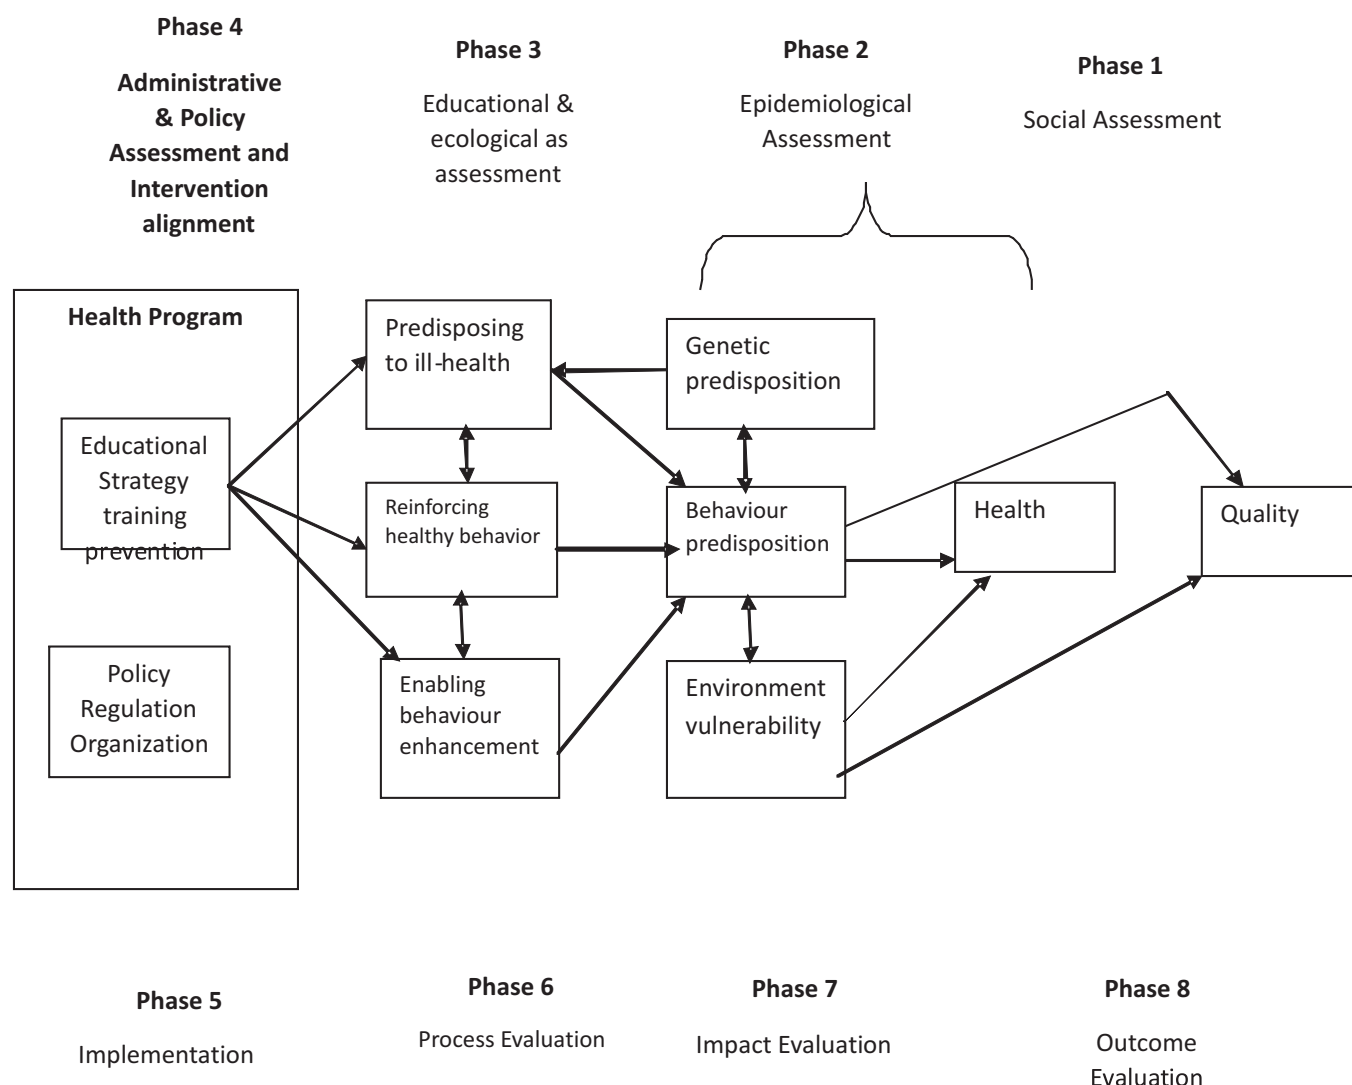 Phase 4
Administrative
& Policy
Assessment and
Intervention
alignment
Phase 3
Educational &
ecological as
assessment
Phase 2
Epidemiological
Assessment
Phase 1
Social Assessment
Health Program
Educational
Strategy
training
prevention
Policy
Regulation
Organization
Predisposing
to ill-health
Reinforcing
healthy behavior
Enabling
behaviour
enhancement
Genetic
predisposition
Behaviour
predisposition
Environment
vulnerability
Health
Quality
Phase 5
Implementation
Phase 6
Process Evaluation
Phase 7
Impact Evaluation
Phase 8
Outcome
Evaluation